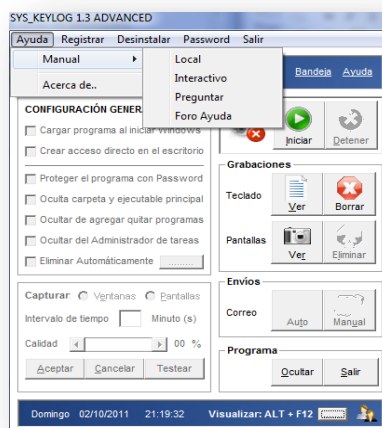 SYS_KEYLOG 1.3 ADVANCED
Ayuda Registrar Desinstalar Password Salir
Manual
Acerca de..
Local
Interactivo
Preguntar
Foro Ayuda
Bandeja Ayuda
CONFIGURACIÓN GENER
Cargar programa al iniciar Windows
Crear acceso directo en el escritorio
Proteger el programa con Password
Oculta carpeta y ejecutable principal
Ocultar de agregar quitar programas
Ocultar del Administrador de tareas
Eliminar Automáticamente .........
Capturar: Ventanas Pantallas
Intervalo de tiempo Minuto (s)
Calidad 00 %
Aceptar Cancelar Testear
Iniciar Detener
Grabaciones
Teclado Ver Borrar
Pantallas Ver Eliminar
Envíos
Correo Auto Manual
Programa
Ocultar Salir
Domingo 02/10/2011 21:19:32 Visualizar: ALT + F12